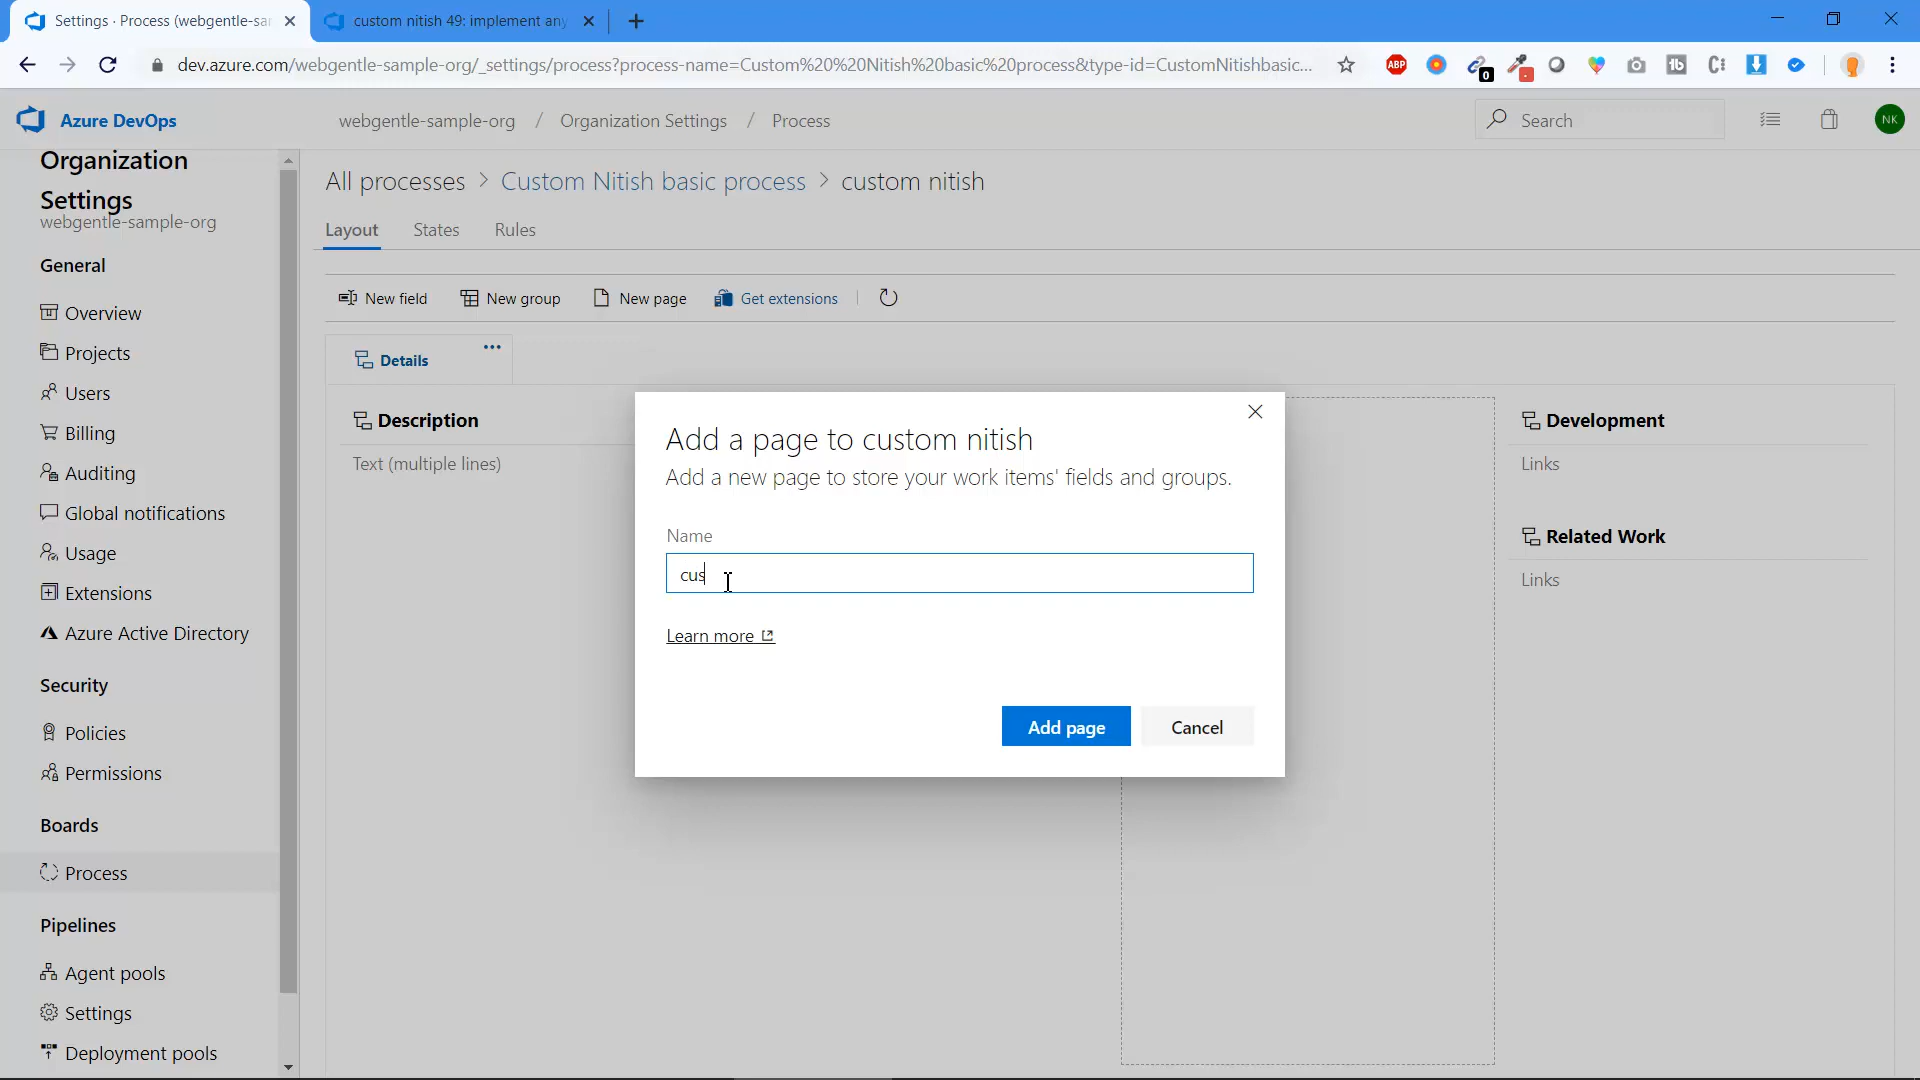 Settings · Process (webgentle-sa
custom nitish 49: implement any
dev.azure.com/webgentle-sample-org/_settings/process?process-name=Custom%20%20Nitish%20basic%20process&type-id=CustomNitishbasic...
ABP
0
Azure DevOps
webgentle-sample-org / Organization Settings / Process
Search
NK
Organization
Settings
webgentle-sample-org
General
Overview
Projects
Users
Billing
Auditing
Global notifications
Usage
Extensions
Azure Active Directory
Security
Policies
Permissions
Boards
Process
Pipelines
Agent pools
Settings
Deployment pools
All processes > Custom Nitish basic process > custom nitish
Layout
States
Rules
New field
New group
New page
Get extensions
Details
Description
Text (multiple lines)
Development
Links
Related Work
Links
Add a page to custom nitish
Add a new page to store your work items' fields and groups.
Name
cus
Learn more
Add page
Cancel